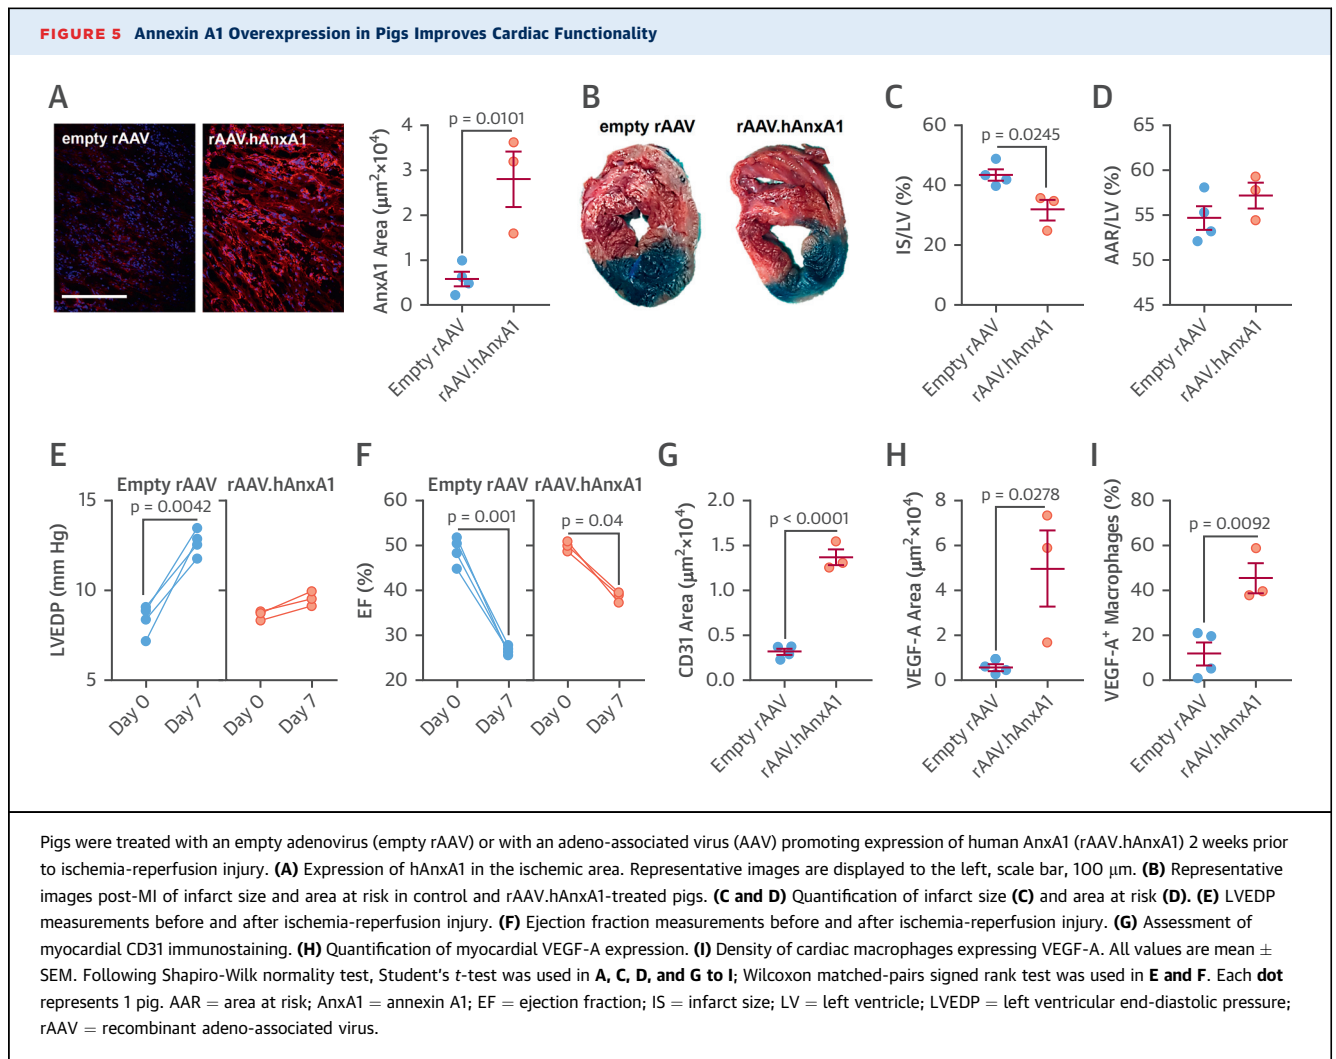 FIGURE 5 Annexin A1 Overexpression in Pigs Improves Cardiac Functionality
A
empty rAAV
rAAV.hAnxA1
AnxA1 Area (μm²×10⁴)
4
3
2
1
0
p = 0.0101
Empty rAAV
rAAV.hAnxA1
B
empty rAAV
rAAV.hAnxA1
C
IS/LV (%)
60
40
20
0
p = 0.0245
Empty rAAV
rAAV.hAnxA1
D
AAR/LV (%)
65
60
55
50
45
Empty rAAV
rAAV.hAnxA1
E
Empty rAAV
rAAV.hAnxA1
LVEDP (mm Hg)
15
10
5
p = 0.0042
Day 0
Day 7
Day 0
Day 7
F
Empty rAAV
rAAV.hAnxA1
EF (%)
60
50
40
30
20
p = 0.001
p = 0.04
Day 0
Day 7
Day 0
Day 7
G
CD31 Area (μm²×10⁴)
2.0
1.5
1.0
0.5
0.0
p < 0.0001
Empty rAAV
rAAV.hAnxA1
H
VEGF-A Area (μm²×10⁴)
8
6
4
2
0
p = 0.0278
Empty rAAV
rAAV.hAnxA1
I
VEGF-A⁺ Macrophages (%)
80
60
40
20
0
p = 0.0092
Empty rAAV
rAAV.hAnxA1
Pigs were treated with an empty adenovirus (empty rAAV) or with an adeno-associated virus (AAV) promoting expression of human AnxA1 (rAAV.hAnxA1) 2 weeks prior
to ischemia-reperfusion injury. (A) Expression of hAnxA1 in the ischemic area. Representative images are displayed to the left, scale bar, 100 μm. (B) Representative
images post-MI of infarct size and area at risk in control and rAAV.hAnxA1-treated pigs. (C and D) Quantification of infarct size (C) and area at risk (D). (E) LVEDP
measurements before and after ischemia-reperfusion injury. (F) Ejection fraction measurements before and after ischemia-reperfusion injury. (G) Assessment of
myocardial CD31 immunostaining. (H) Quantification of myocardial VEGF-A expression. (I) Density of cardiac macrophages expressing VEGF-A. All values are mean ±
SEM. Following Shapiro-Wilk normality test, Student's t-test was used in A, C, D, and G to I; Wilcoxon matched-pairs signed rank test was used in E and F. Each dot
represents 1 pig. AAR = area at risk; AnxA1 = annexin A1; EF = ejection fraction; IS = infarct size; LV = left ventricle; LVEDP = left ventricular end-diastolic pressure;
rAAV = recombinant adeno-associated virus.